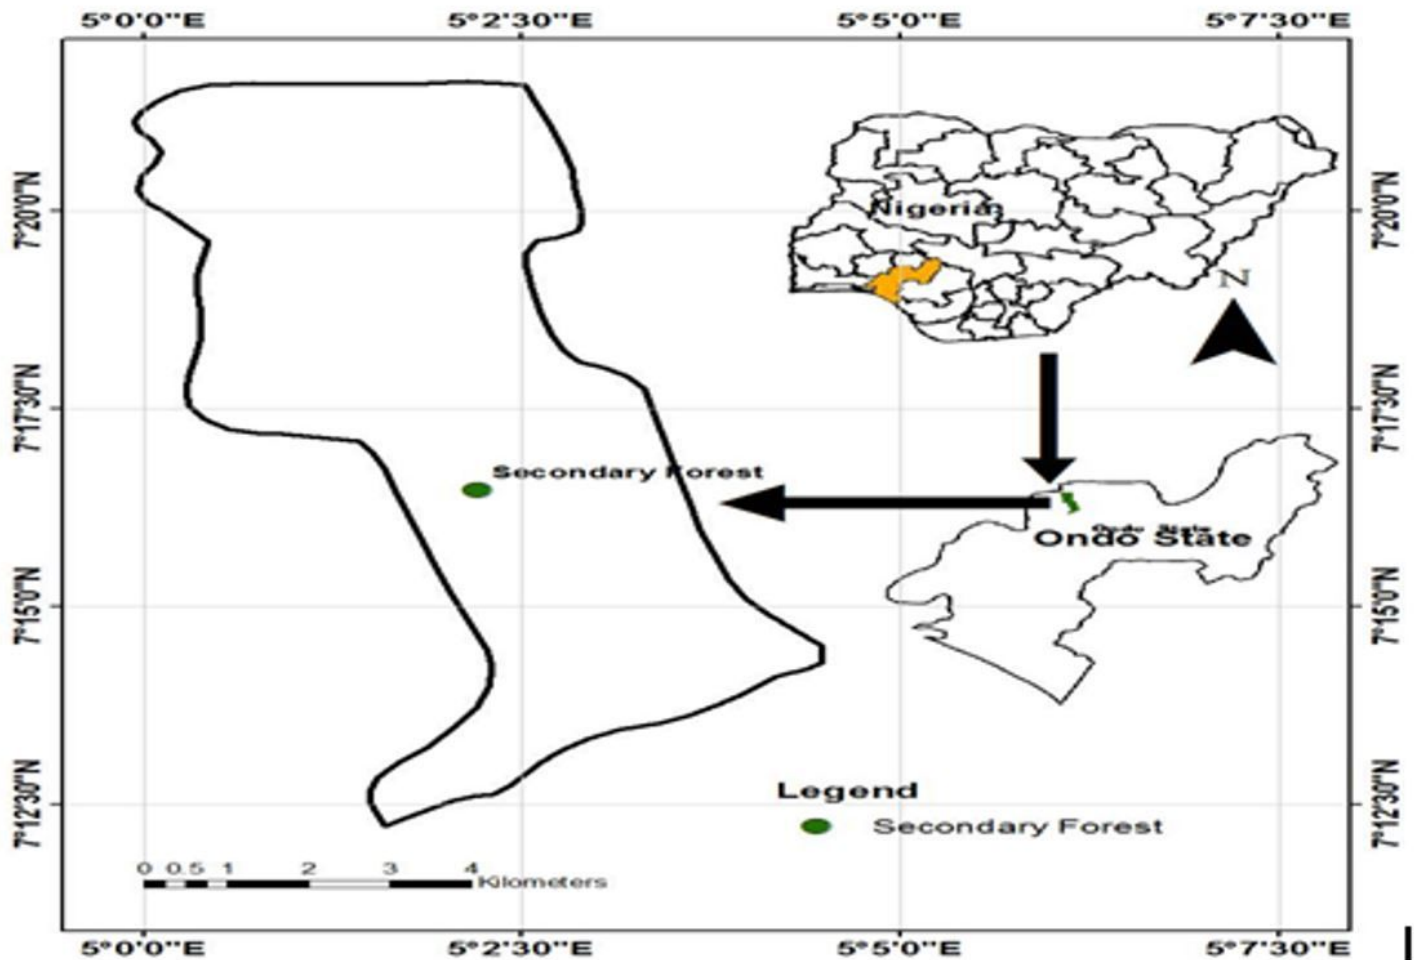 5°0'0"E 5°2'30"E 5°5'0"E 5°7'30"E
7°20'0"N
7°17'30"N
7°15'0"N
7°12'30"N
Nigeria
N
Secondary Forest
Ondo State
Ondo State
Legend
Secondary Forest
0 0.5 1 2 3 4
Kilometers
7°20'0"N
7°17'30"N
7°15'0"N
7°12'30"N
5°0'0"E 5°2'30"E 5°5'0"E 5°7'30"E